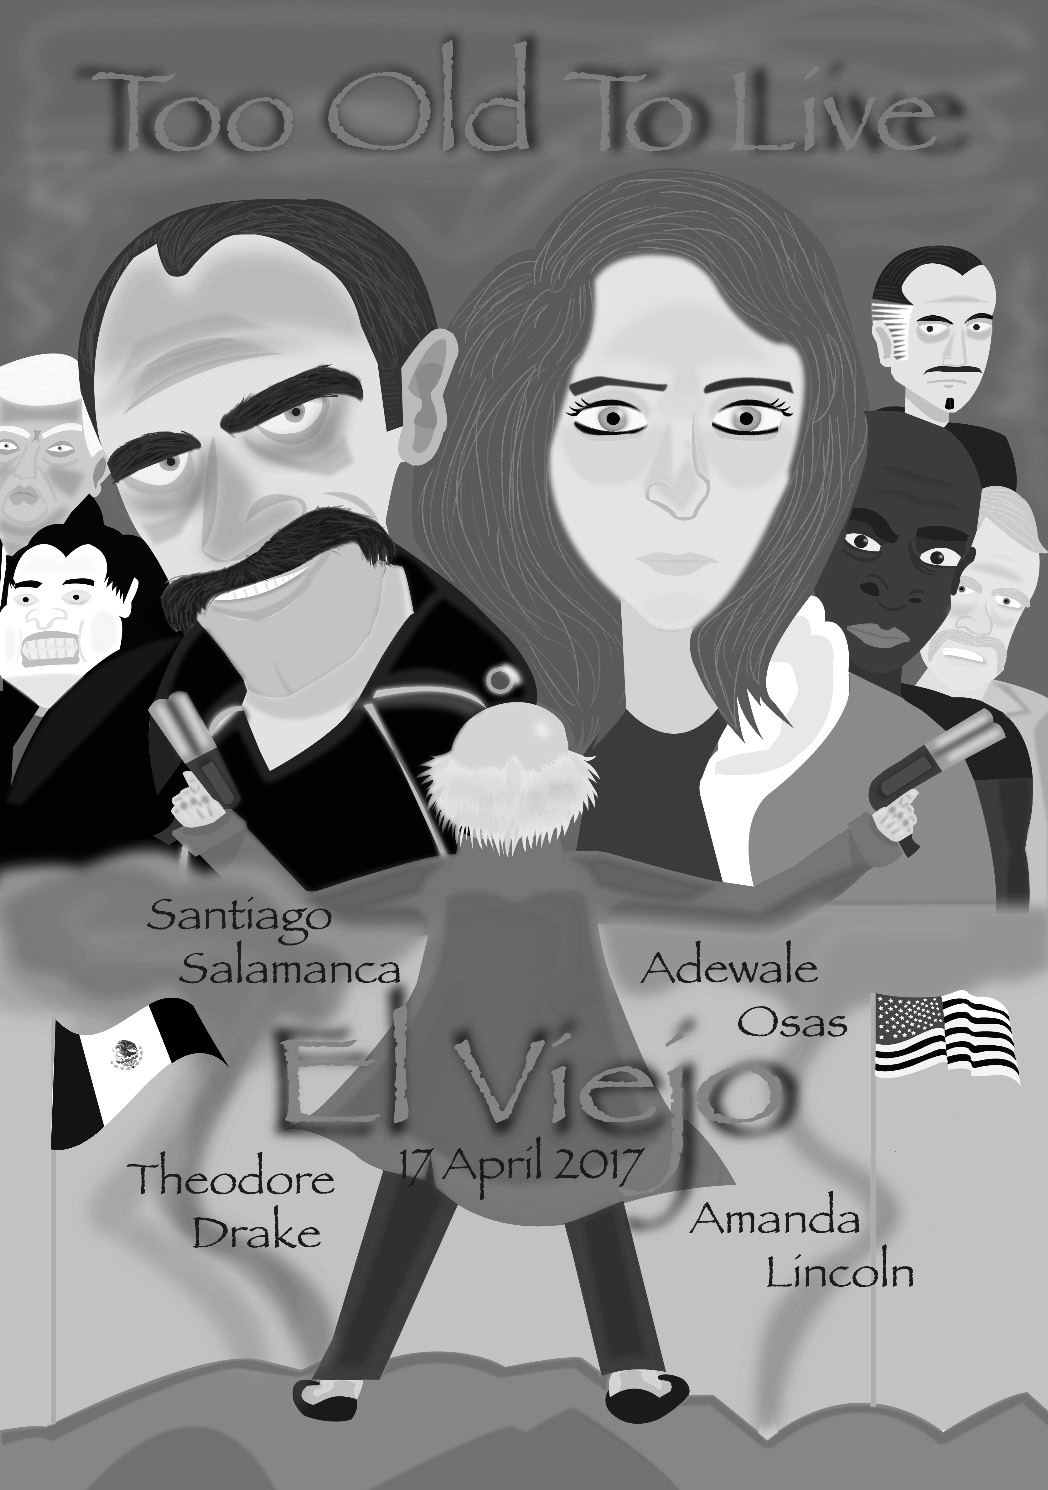 Too Old To Live
Santiago
Salamanca
Adewale
Osas
El Viejo
17 April 2017
Theodore
Drake
Amanda
Lincoln